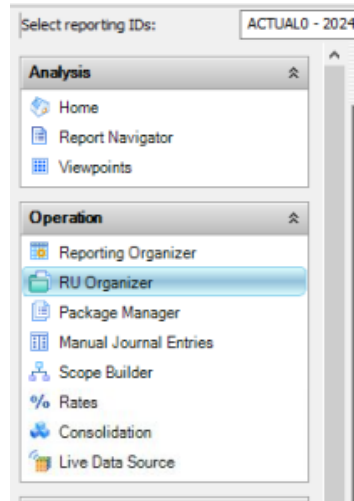 Select reporting IDs: ACTUAL0 - 2024
Analysis
Home
Report Navigator
Viewpoints
Operation
Reporting Organizer
RU Organizer
Package Manager
Manual Journal Entries
Scope Builder
% Rates
Consolidation
Live Data Source